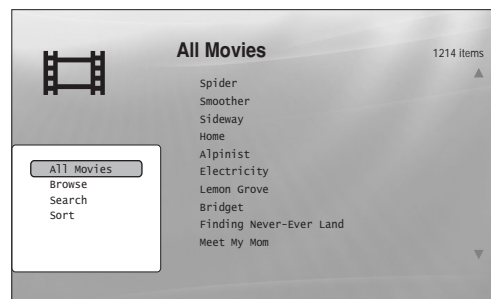 All Movies
1214 items
Spider
Smoother
Sideway
Home
Alpinist
Electricity
Lemon Grove
Bridget
Finding Never-Ever Land
Meet My Mom
All Movies
Browse
Search
Sort